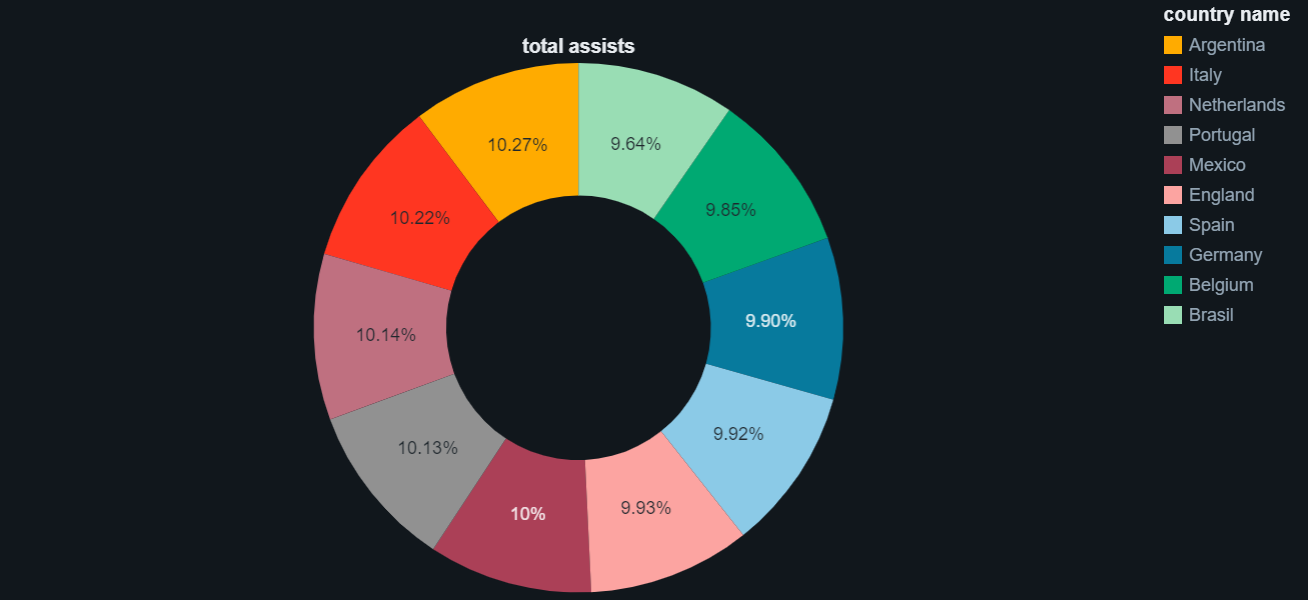 total assists
10.27%
9.64%
10.22%
9.85%
10.14%
9.90%
10.13%
9.92%
10%
9.93%
country name
Argentina
Italy
Netherlands
Portugal
Mexico
England
Spain
Germany
Belgium
Brasil